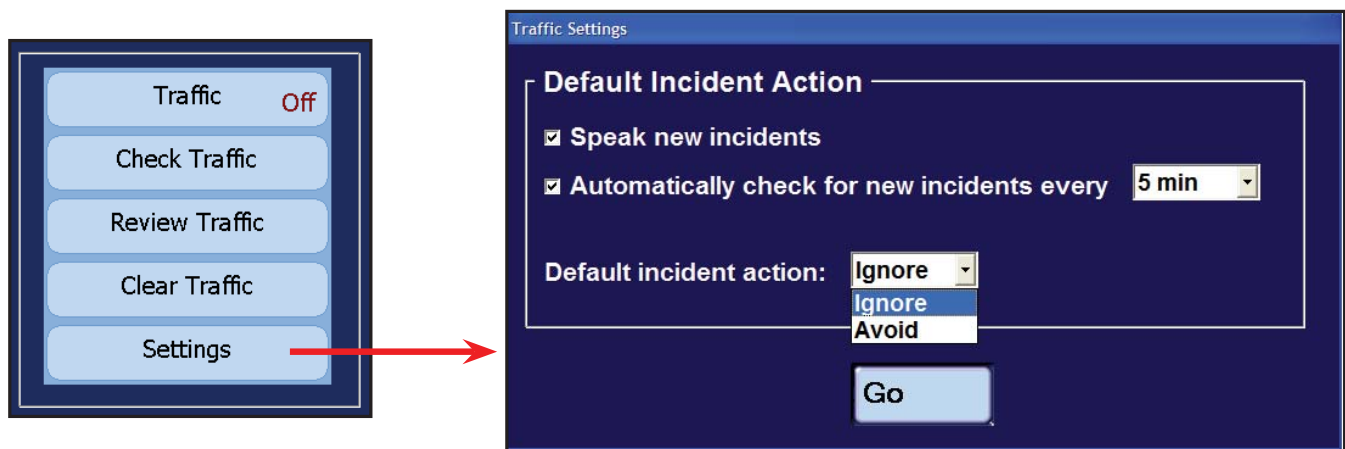 Traffic Off
Check Traffic
Review Traffic
Clear Traffic
Settings
Traffic Settings
Default Incident Action
Speak new incidents
Automatically check for new incidents every 5 min
Default incident action: Ignore
Ignore
Avoid
Go